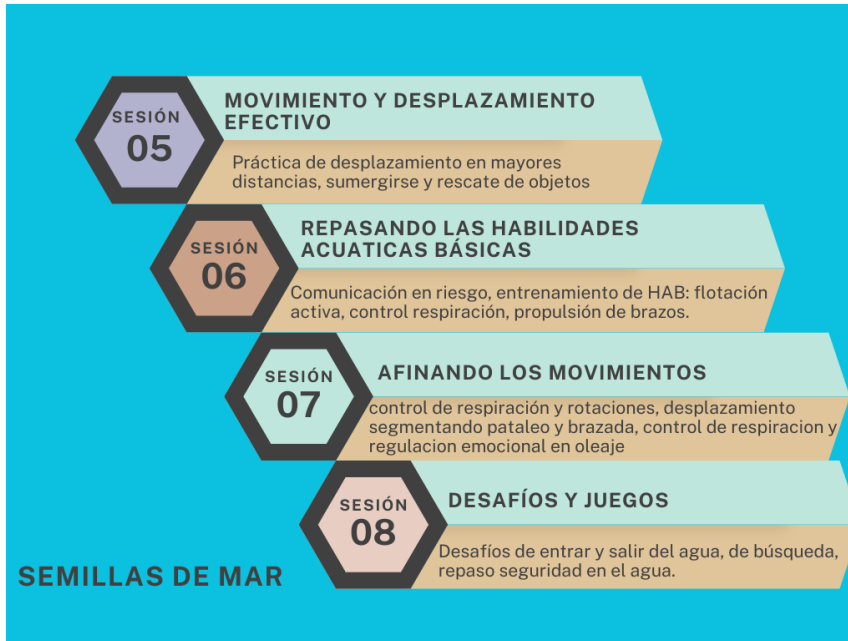 SESIÓN
05
MOVIMIENTO Y DESPLAZAMIENTO
EFECTIVO
Práctica de desplazamiento en mayores
distancias, sumergirse y rescate de objetos
SESIÓN
06
REPASANDO LAS HABILIDADES
ACUATICAS BÁSICAS
Comunicación en riesgo, entrenamiento de HAB: flotación
activa, control respiración, propulsión de brazos.
SESIÓN
07
AFINANDO LOS MOVIMIENTOS
control de respiración y rotaciones, desplazamiento
segmentando pataleo y brazada, control de respiracion y
regulacion emocional en oleaje
SESIÓN
08
DESAFÍOS Y JUEGOS
Desafíos de entrar y salir del agua, de búsqueda,
repaso seguridad en el agua.
SEMILLAS DE MAR